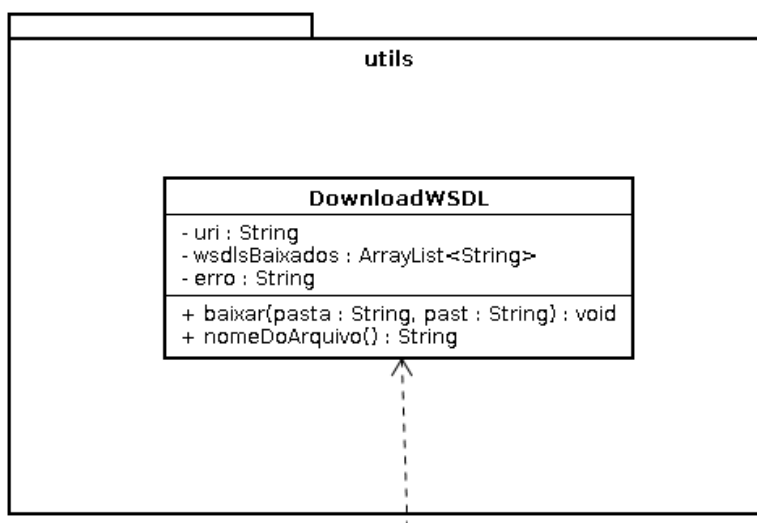 utils
DownloadWSDL
- uri : String
- wsdlsBaixados : ArrayList<String>
- erro : String
+ baixar(pasta : String, past : String) : void
+ nomeDoArquivo() : String